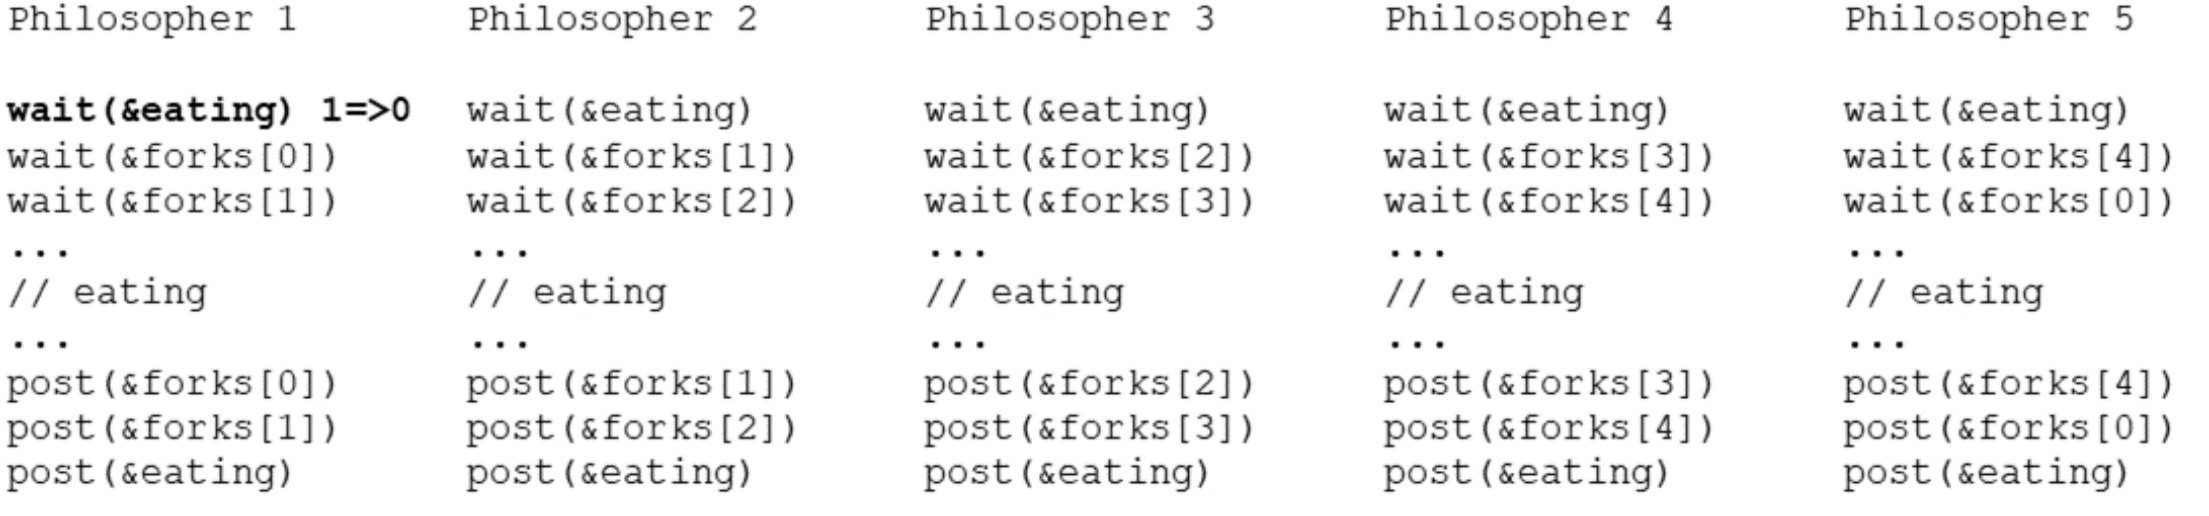 Philosopher 1 Philosopher 2 Philosopher 3 Philosopher 4 Philosopher 5
wait(&eating) 1=>0 wait(&eating) wait(&eating) wait(&eating) wait(&eating)
wait(&forks[0]) wait(&forks[1]) wait(&forks[2]) wait(&forks[3]) wait(&forks[4])
wait(&forks[1]) wait(&forks[2]) wait(&forks[3]) wait(&forks[4]) wait(&forks[0])
... ... ... ... ...
// eating // eating // eating // eating // eating
... ... ... ... ...
post(&forks[0]) post(&forks[1]) post(&forks[2]) post(&forks[3]) post(&forks[4])
post(&forks[1]) post(&forks[2]) post(&forks[3]) post(&forks[4]) post(&forks[0])
post(&eating) post(&eating) post(&eating) post(&eating) post(&eating)